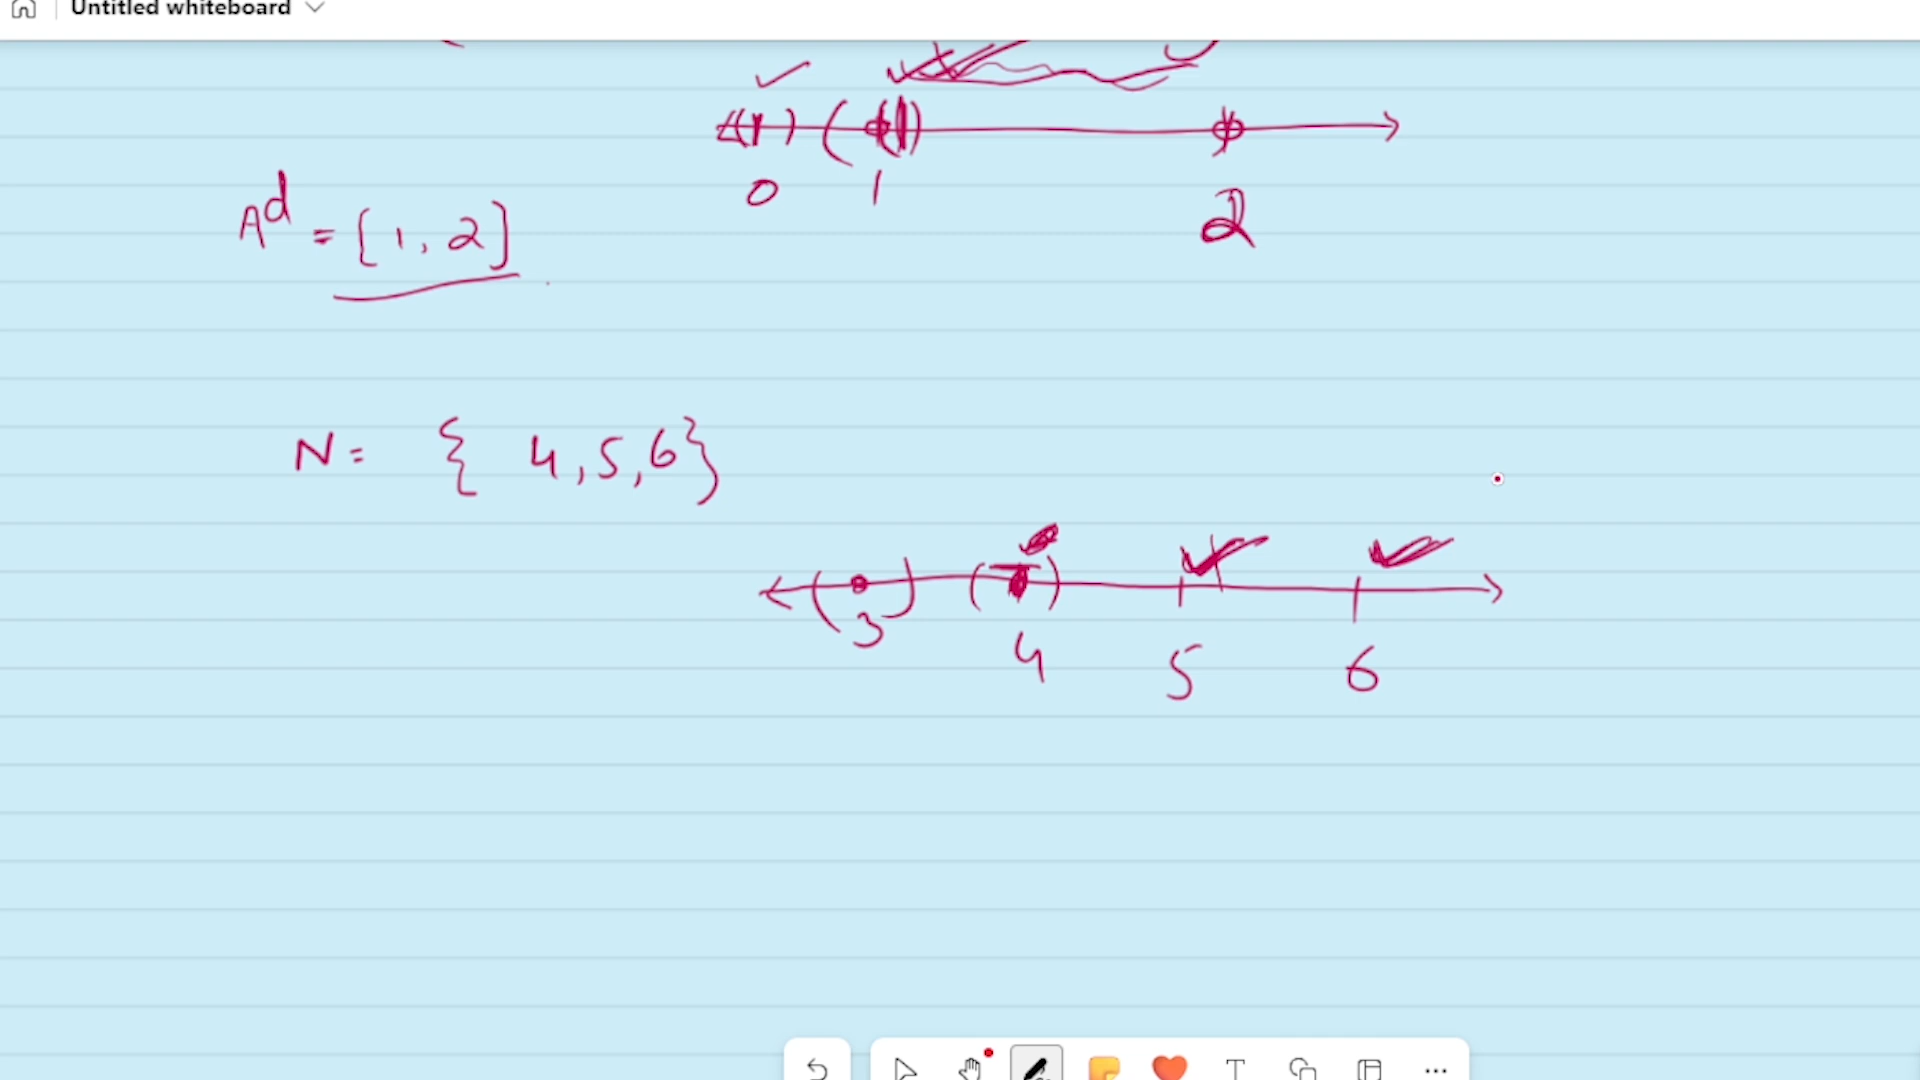 Untitled whiteboard
0 1 2
A^d = [1, 2]
N = { 4, 5, 6}
3 4 5 6
T